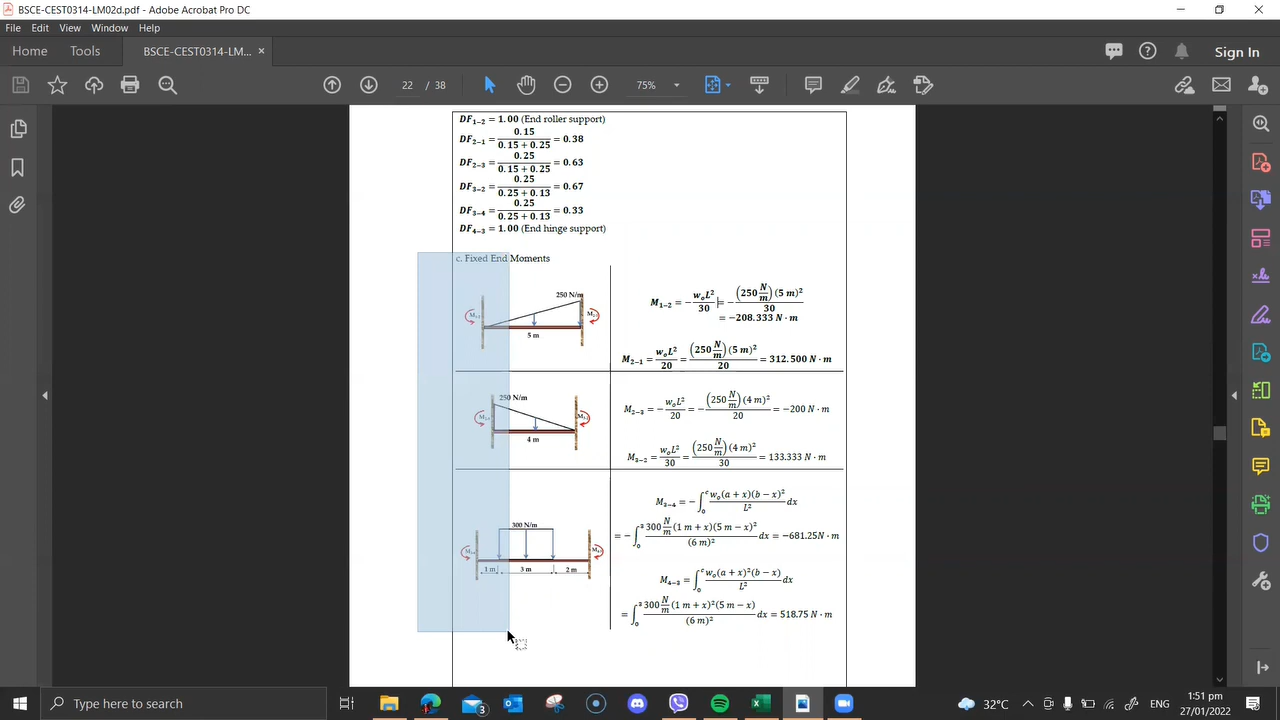 BSCE-CEST0314-LM02d.pdf - Adobe Acrobat Pro DC
File Edit View Window Help
Home Tools BSCE-CEST0314-LM... × Sign In
22 / 38 75%
DF₁₋₂ = 1.00 (End roller support)
DF₂₋₁ = 0.15 / (0.15 + 0.25) = 0.38
DF₂₋₃ = 0.25 / (0.15 + 0.25) = 0.63
DF₃₋₂ = 0.25 / (0.25 + 0.13) = 0.67
DF₃₋₄ = 0.25 / (0.25 + 0.13) = 0.33
DF₄₋₃ = 1.00 (End hinge support)
c. Fixed End Moments
250 N/m
5 m
M₁₋₂ = − wₒL² / 30 = − (250 N/m)(5 m)² / 30
= −208.333 N·m
M₂₋₁ = wₒL² / 20 = (250 N/m)(5 m)² / 20 = 312.500 N·m
250 N/m
4 m
M₂₋₃ = − wₒL² / 20 = − (250 N/m)(4 m)² / 20 = −200 N·m
M₃₋₂ = wₒL² / 30 = (250 N/m)(4 m)² / 30 = 133.333 N·m
300 N/m
1 m 3 m 2 m
M₃₋₄ = − ∫₀ᶜ wₒ(a + x)(b − x)² / L² dx
= − ∫₀³ 300 N/m (1 m + x)(5 m − x)² / (6 m)² dx = −681.25N·m
M₄₋₃ = ∫₀ᶜ wₒ(a + x)²(b − x) / L² dx
= ∫₀³ 300 N/m (1 m + x)²(5 m − x) / (6 m)² dx = 518.75 N·m
Type here to search
3
32°C ENG
1:51 pm
27/01/2022